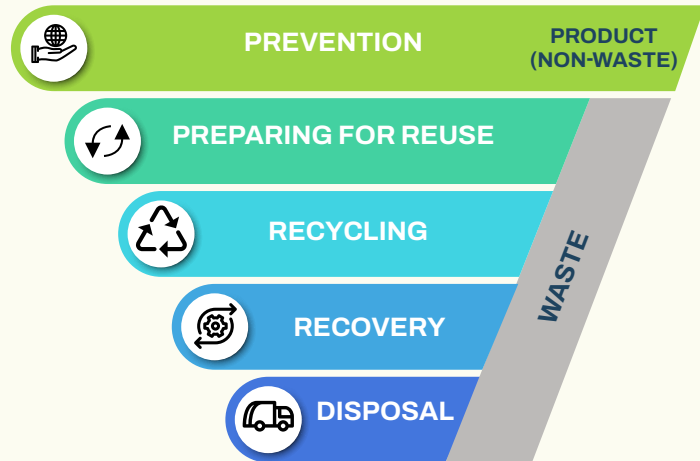 PREVENTION
PRODUCT
(NON-WASTE)
PREPARING FOR REUSE
RECYCLING
WASTE
RECOVERY
DISPOSAL